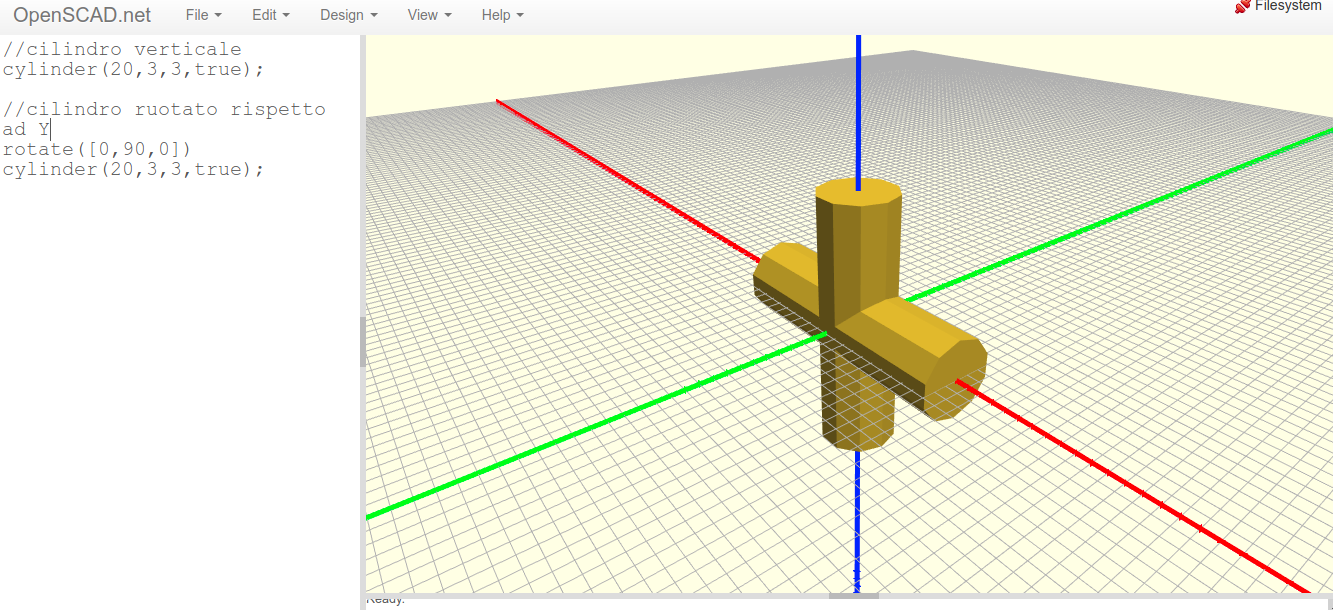 OpenSCAD.net File Edit Design View Help Filesystem
//cilindro verticale
cylinder(20,3,3,true);
//cilindro ruotato rispetto
ad Y
rotate([0,90,0])
cylinder(20,3,3,true);
Ready.